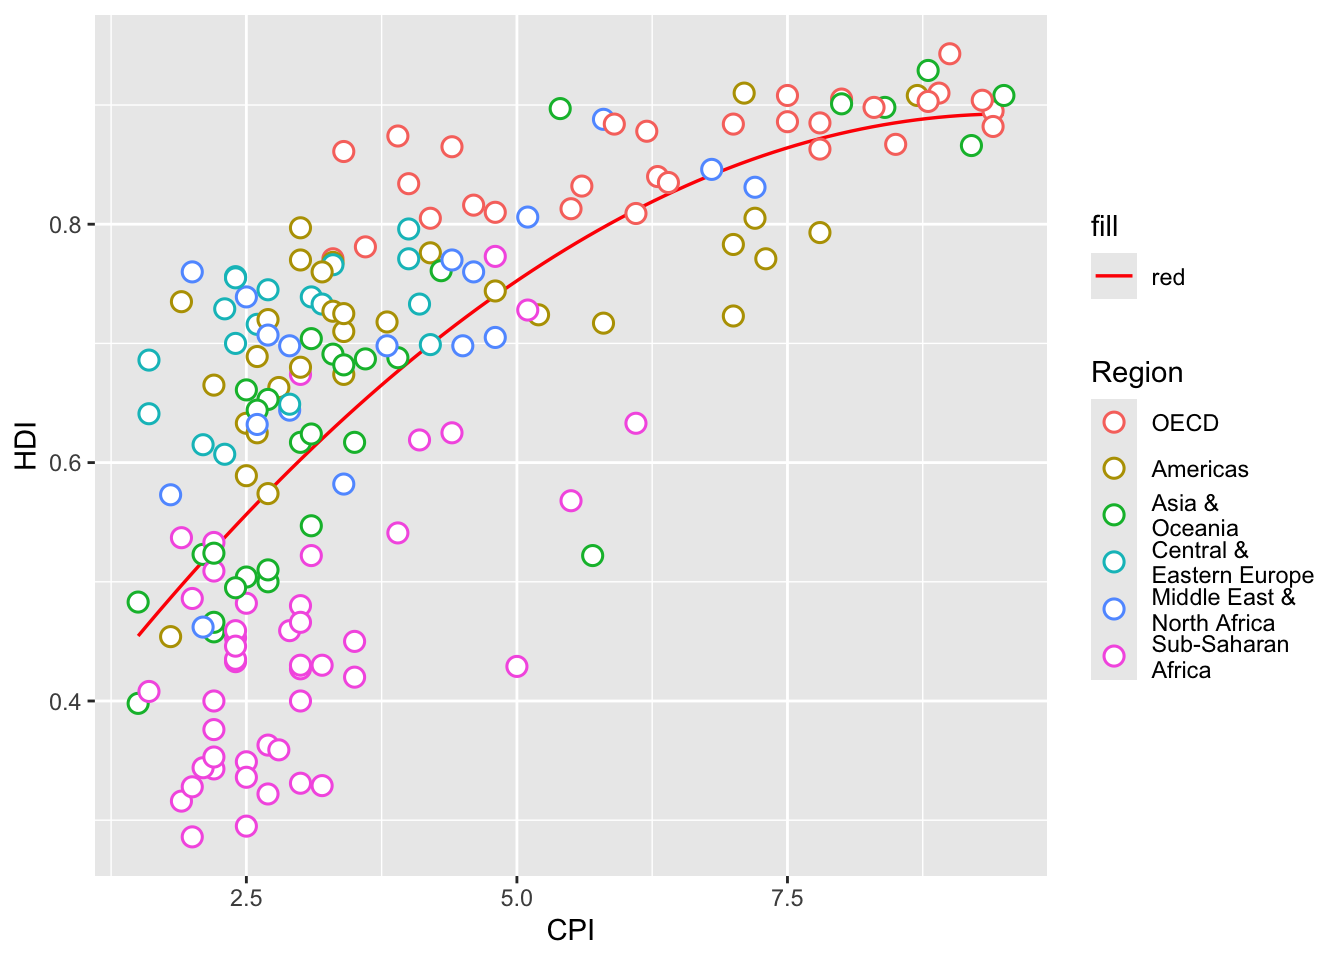 0.8
0.6
0.4
HDI
2.5
5.0
7.5
CPI
fill
red
Region
OECD
Americas
Asia &
Oceania
Central &
Eastern Europe
Middle East &
North Africa
Sub-Saharan
Africa